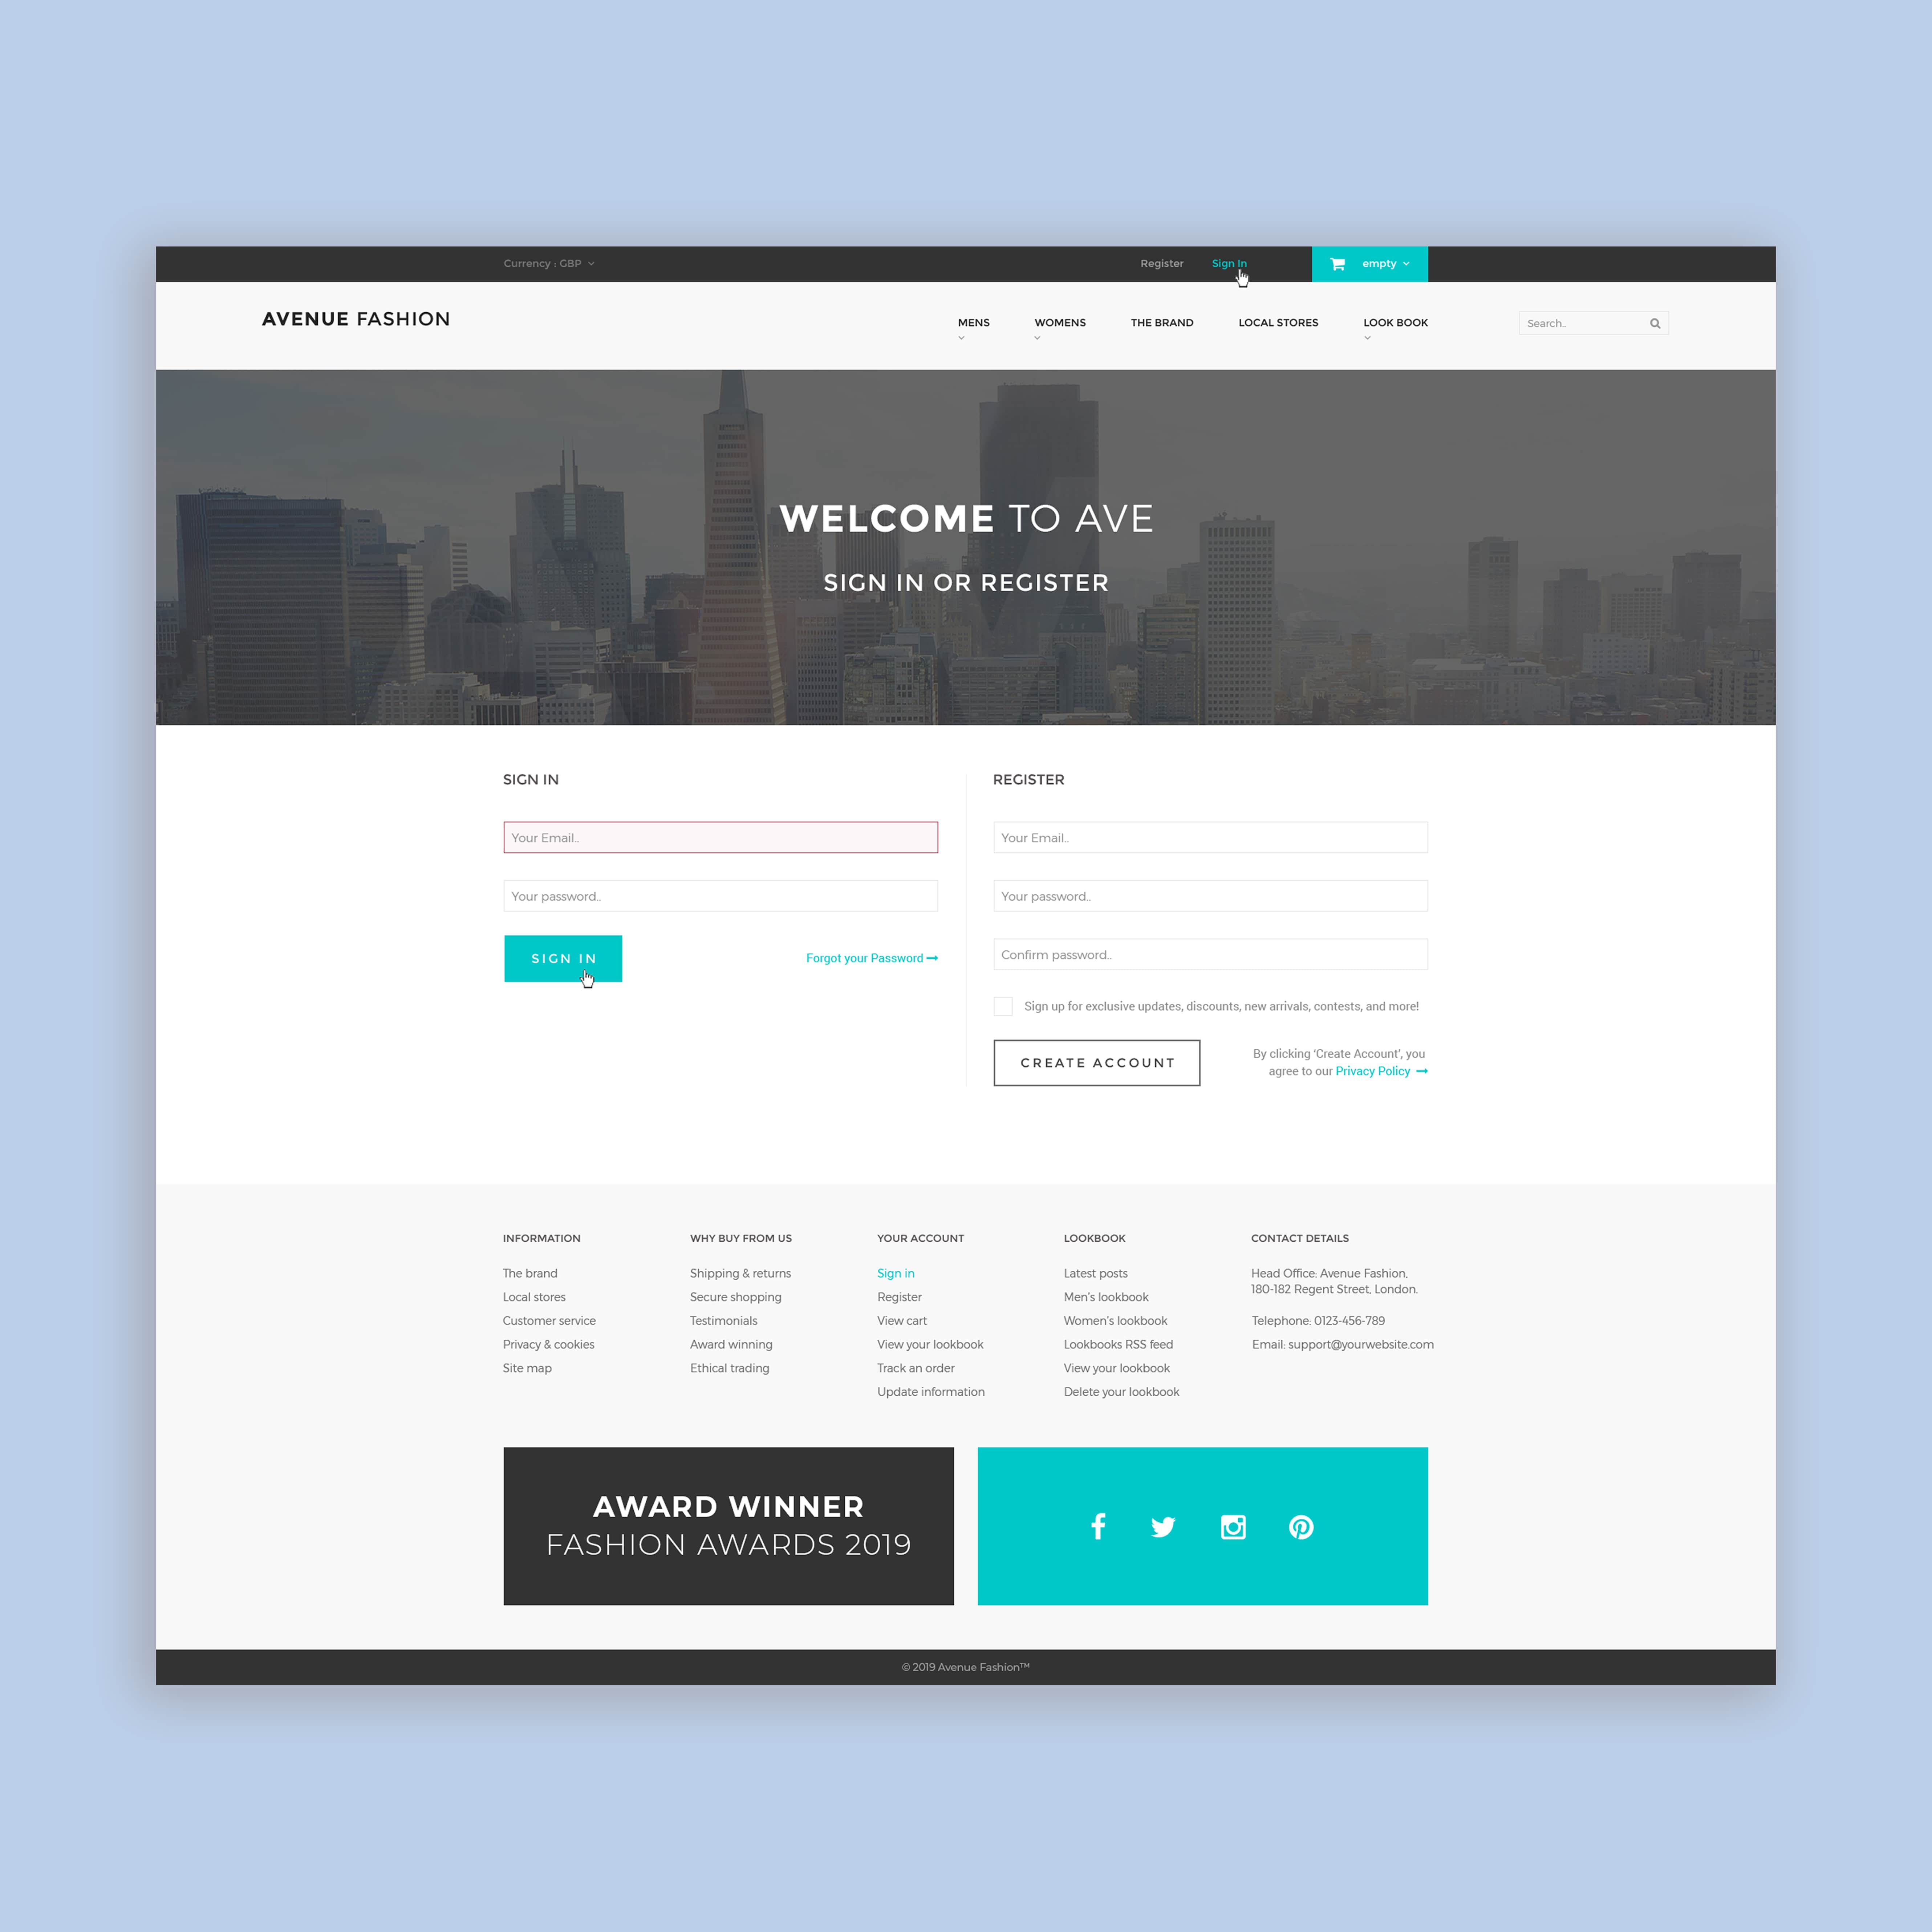 Currency : GBP
Register
Sign In
empty
AVENUE FASHION
MENS
WOMENS
THE BRAND
LOCAL STORES
LOOK BOOK
Search..
WELCOME TO AVE
SIGN IN OR REGISTER
SIGN IN
Your Email..
Your password..
SIGN IN
Forgot your Password
REGISTER
Your Email..
Your password..
Confirm password..
Sign up for exclusive updates, discounts, new arrivals, contests, and more!
CREATE ACCOUNT
By clicking ‘Create Account’, you
agree to our Privacy Policy
INFORMATION
The brand
Local stores
Customer service
Privacy & cookies
Site map
WHY BUY FROM US
Shipping & returns
Secure shopping
Testimonials
Award winning
Ethical trading
YOUR ACCOUNT
Sign in
Register
View cart
View your lookbook
Track an order
Update information
LOOKBOOK
Latest posts
Men’s lookbook
Women’s lookbook
Lookbooks RSS feed
View your lookbook
Delete your lookbook
CONTACT DETAILS
Head Office: Avenue Fashion,
180-182 Regent Street, London.
Telephone: 0123-456-789
Email: support@yourwebsite.com
AWARD WINNER
FASHION AWARDS 2019
© 2019 Avenue Fashion™